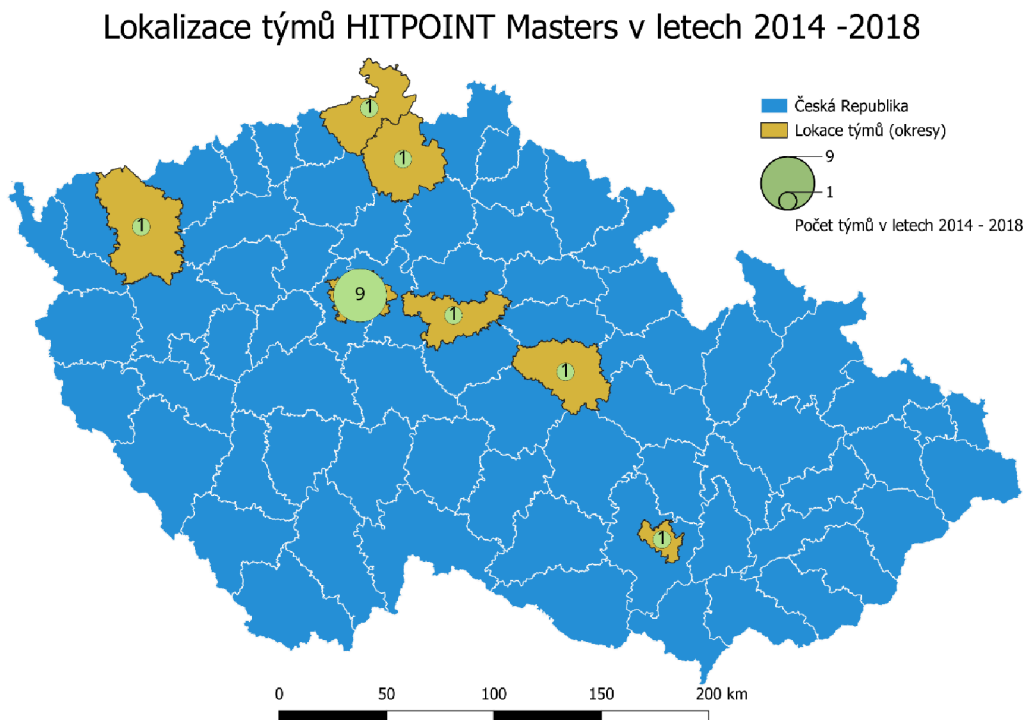 Lokalizace týmů HITPOINT Masters v letech 2014 -2018
Česká Republika
Lokace týmů (okresy)
9
1
Počet týmů v letech 2014 - 2018
1
1
1
9
1
1
1
0 50 100 150 200 km